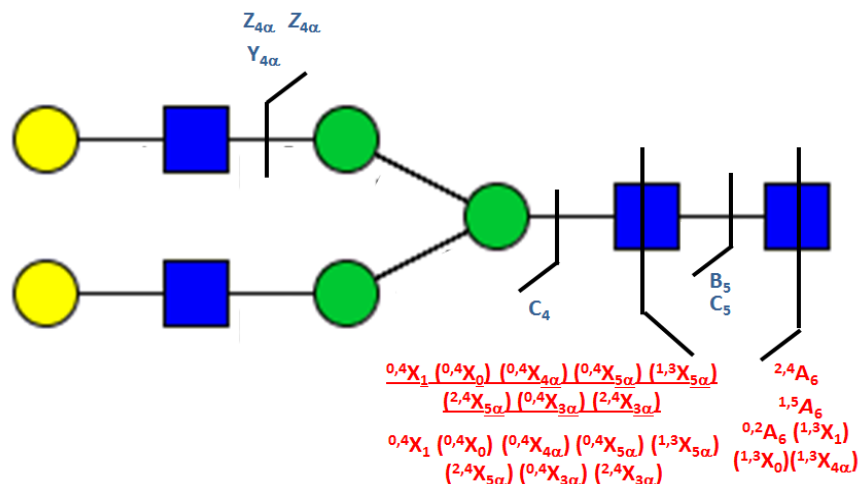 Z4α Z4α
Y4α
C4
B5
C5
0,4X1 (0,4X0) (0,4X4α) (0,4X5α) (1,3X5α)
(2,4X5α) (0,4X3α) (2,4X3α)
0,4X1 (0,4X0) (0,4X4α) (0,4X5α) (1,3X5α)
(2,4X5α) (0,4X3α) (2,4X3α)
2,4A6
1,5A6
0,2A6 (1,3X1)
(1,3X0)(1,3X4α)